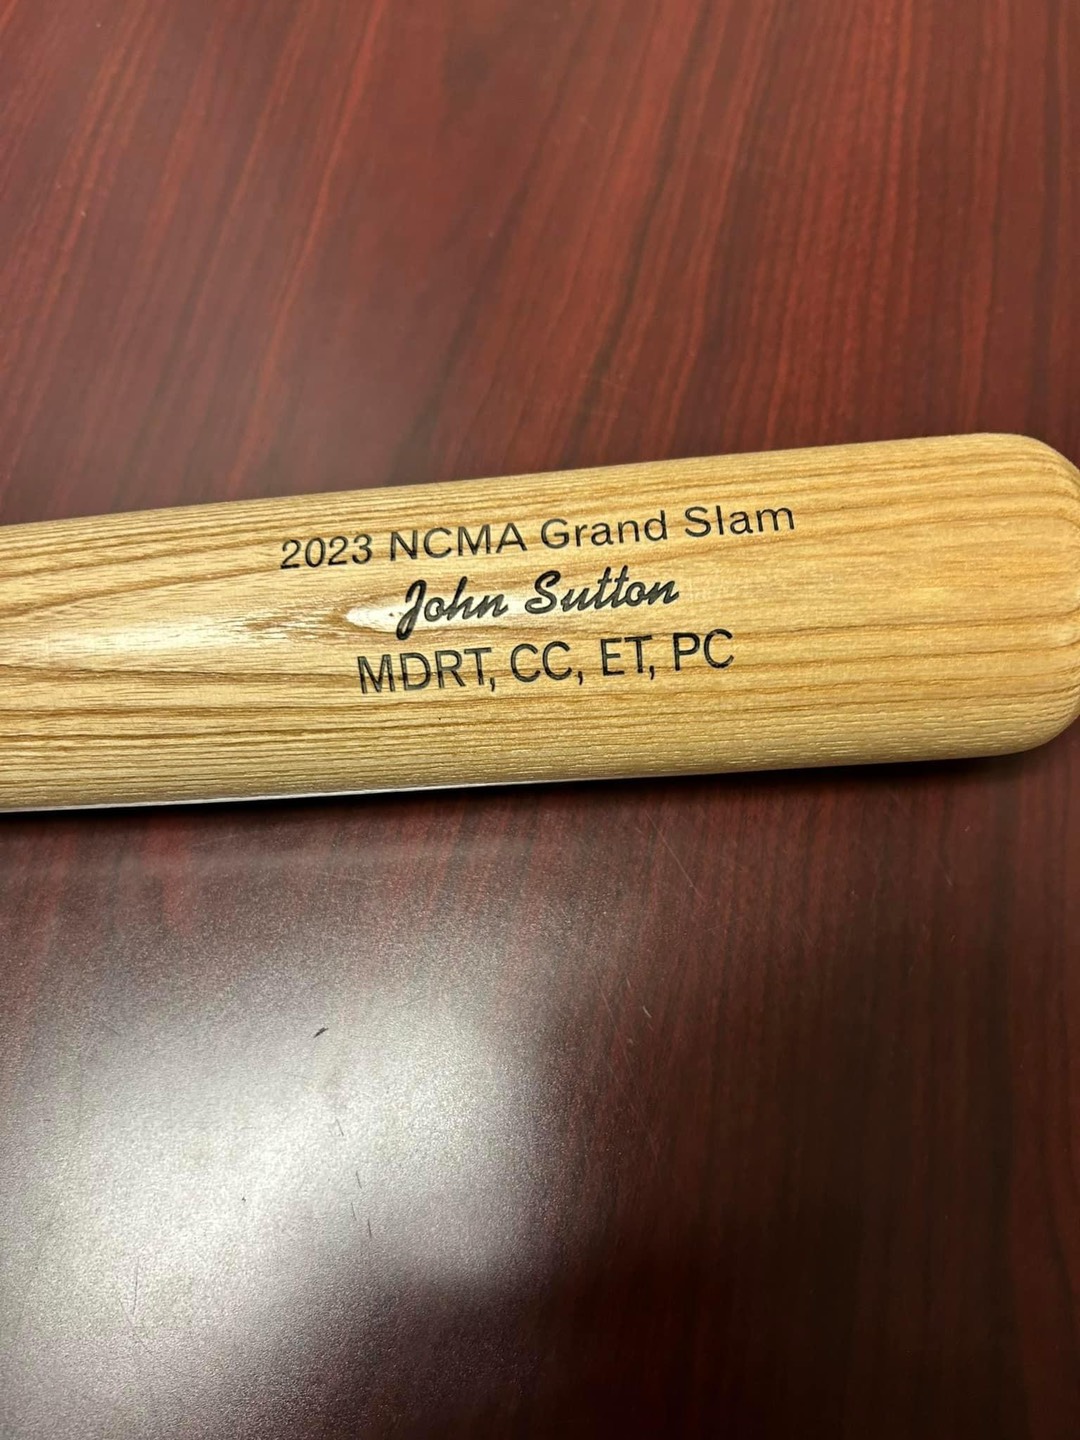 2023 NCMA Grand Slam
John Sutton
MDRT, CC, ET, PC